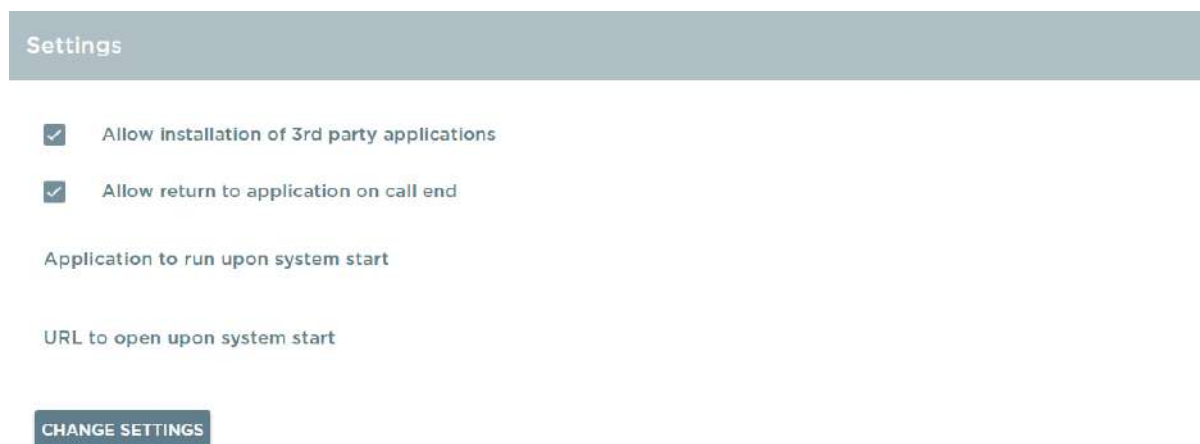 Settings
Allow installation of 3rd party applications
Allow return to application on call end
Application to run upon system start
URL to open upon system start
CHANGE SETTINGS